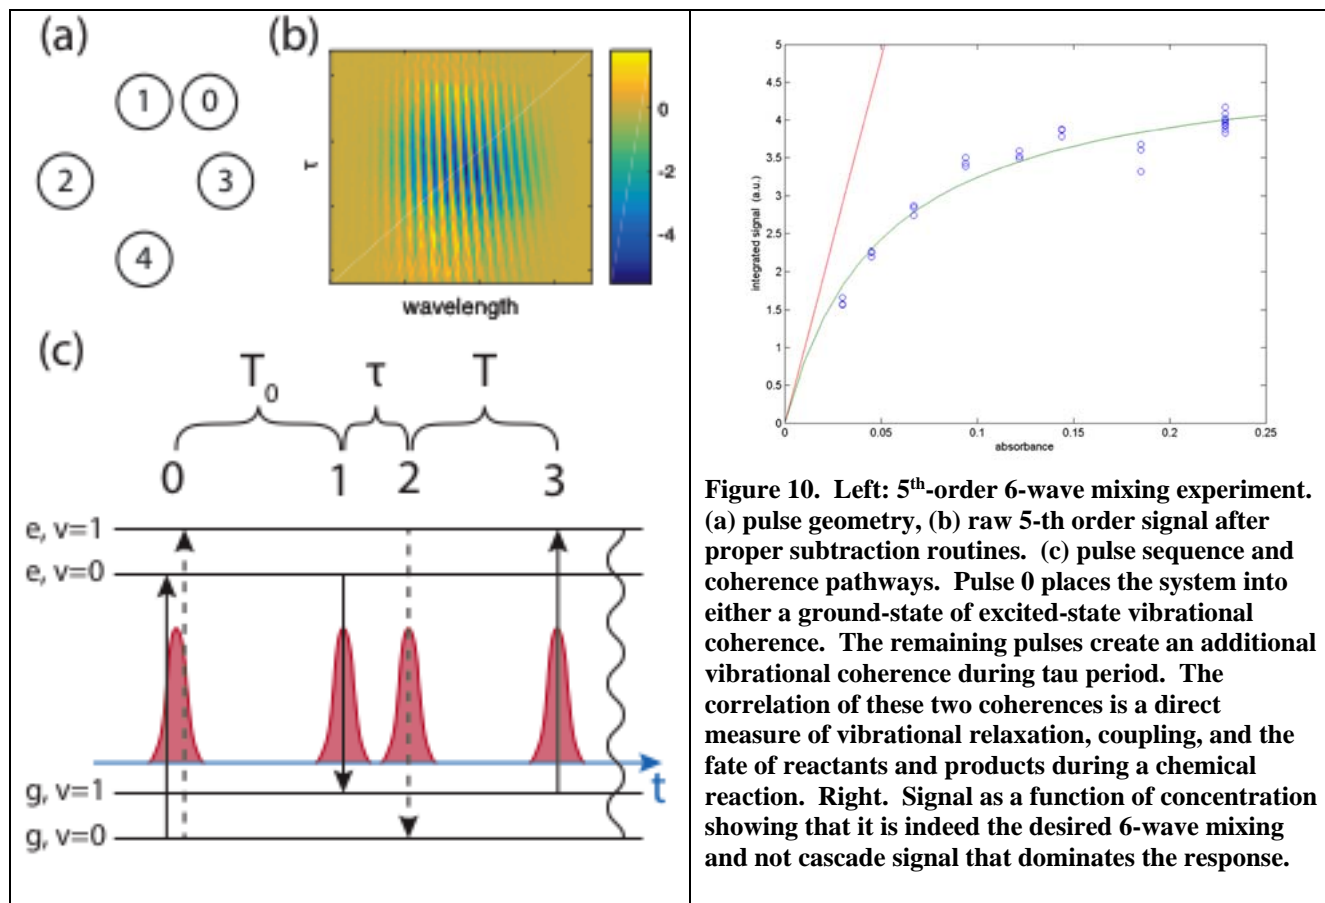 (a)
1 0
2 3
4
(b)
τ
0
-2
-4
wavelength
(c)
T0 τ T
0 1 2 3
e, v=1
e, v=0
g, v=1
t
g, v=0
5
4.5
4
3.5
3
2.5
2
1.5
1
0.5
0
integrated signal (a.u.)
0 0.05 0.1 0.15 0.2 0.25
absorbance
Figure 10. Left: 5th-order 6-wave mixing experiment.
(a) pulse geometry, (b) raw 5-th order signal after
proper subtraction routines. (c) pulse sequence and
coherence pathways. Pulse 0 places the system into
either a ground-state of excited-state vibrational
coherence. The remaining pulses create an additional
vibrational coherence during tau period. The
correlation of these two coherences is a direct
measure of vibrational relaxation, coupling, and the
fate of reactants and products during a chemical
reaction. Right. Signal as a function of concentration
showing that it is indeed the desired 6-wave mixing
and not cascade signal that dominates the response.